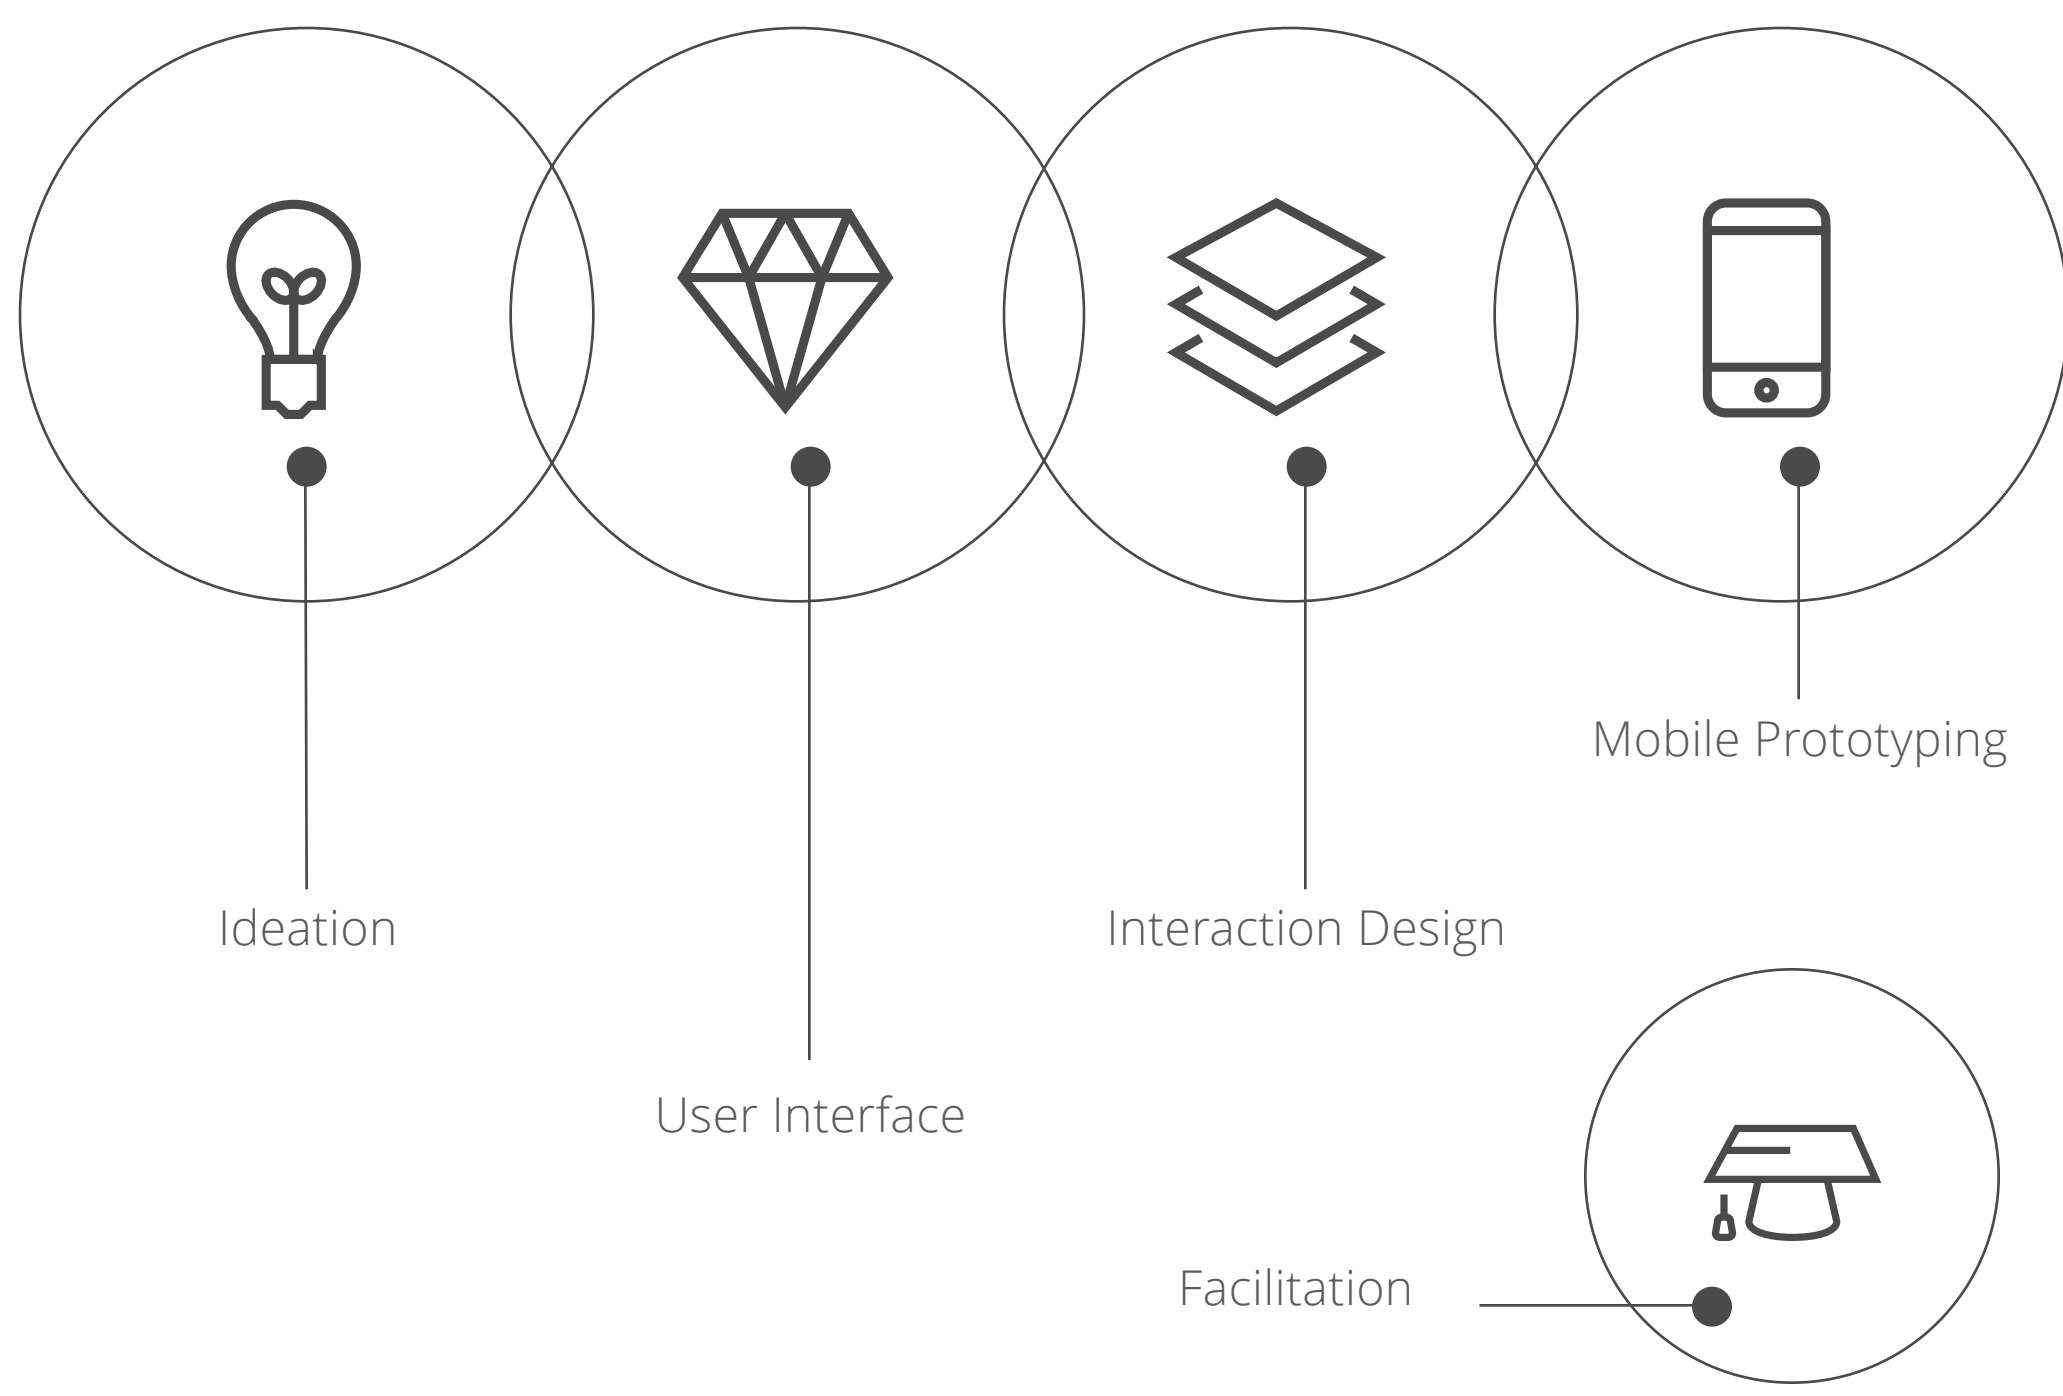 Mobile Prototyping
Ideation
Interaction Design
User Interface
Facilitation